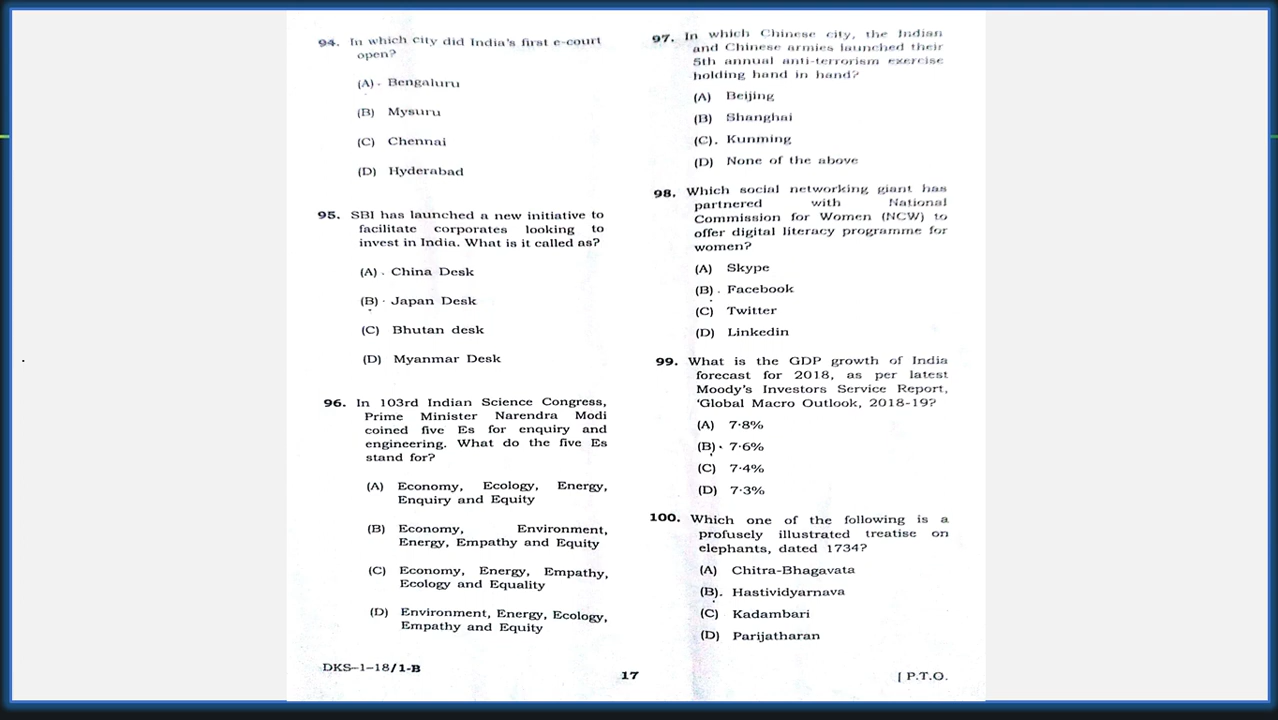 94. In which city did India's first e-court
open?
(A) . Bengaluru
(B) Mysuru
(C) Chennai
(D) Hyderabad
95. SBI has launched a new initiative to
facilitate corporates looking to
invest in India. What is it called as?
(A) . China Desk
(B) · Japan Desk
(C) Bhutan desk
(D) Myanmar Desk
96. In 103rd Indian Science Congress,
Prime Minister Narendra Modi
coined five Es for enquiry and
engineering. What do the five Es
stand for?
(A) Economy, Ecology, Energy,
Enquiry and Equity
(B) Economy, Environment,
Energy, Empathy and Equity
(C) Economy, Energy, Empathy,
Ecology and Equality
(D) Environment, Energy, Ecology,
Empathy and Equity
DKS–1–18/1-B
97. In which Chinese city, the Indian
and Chinese armies launched their
5th annual anti-terrorism exercise
holding hand in hand?
(A) Beijing
(B) Shanghai
(C). Kunming
(D) None of the above
98. Which social networking giant has
partnered with National
Commission for Women (NCW) to
offer digital literacy programme for
women?
(A) Skype
(B) . Facebook
(C) Twitter
(D) Linkedin
99. What is the GDP growth of India
forecast for 2018, as per latest
Moody's Investors Service Report,
'Global Macro Outlook, 2018-19?
(A) 7·8%
(B) · 7·6%
(C) 7·4%
(D) 7·3%
100. Which one of the following is a
profusely illustrated treatise on
elephants, dated 1734?
(A) Chitra-Bhagavata
(B). Hastividyarnava
(C) Kadambari
(D) Parijatharan
17
[ P.T.O.